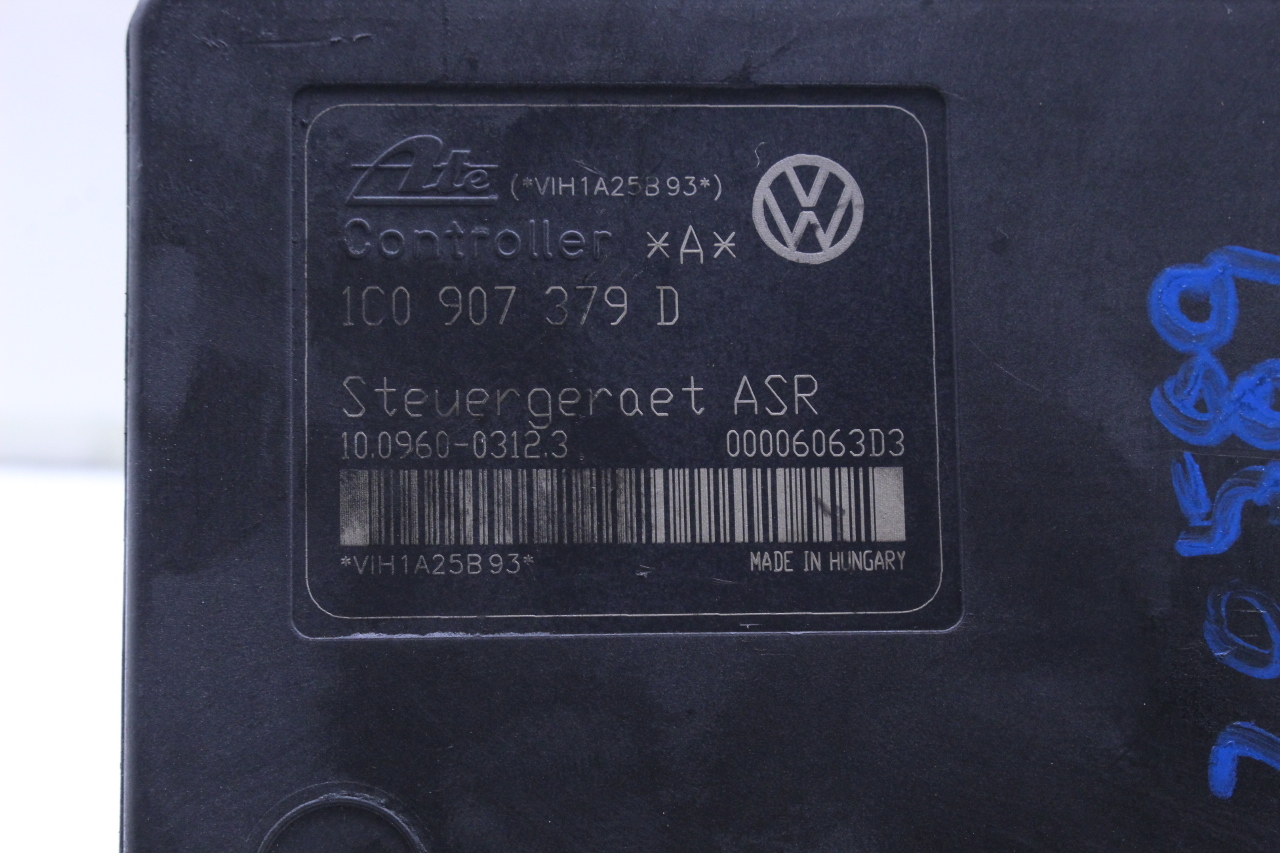 Ate (*VIH1A25B93*)
Controller *A*
1C0 907 379 D
Steuergeraet ASR
10.0960-0312.3 00006063D3
*VIH1A25B93*
MADE IN HUNGARY